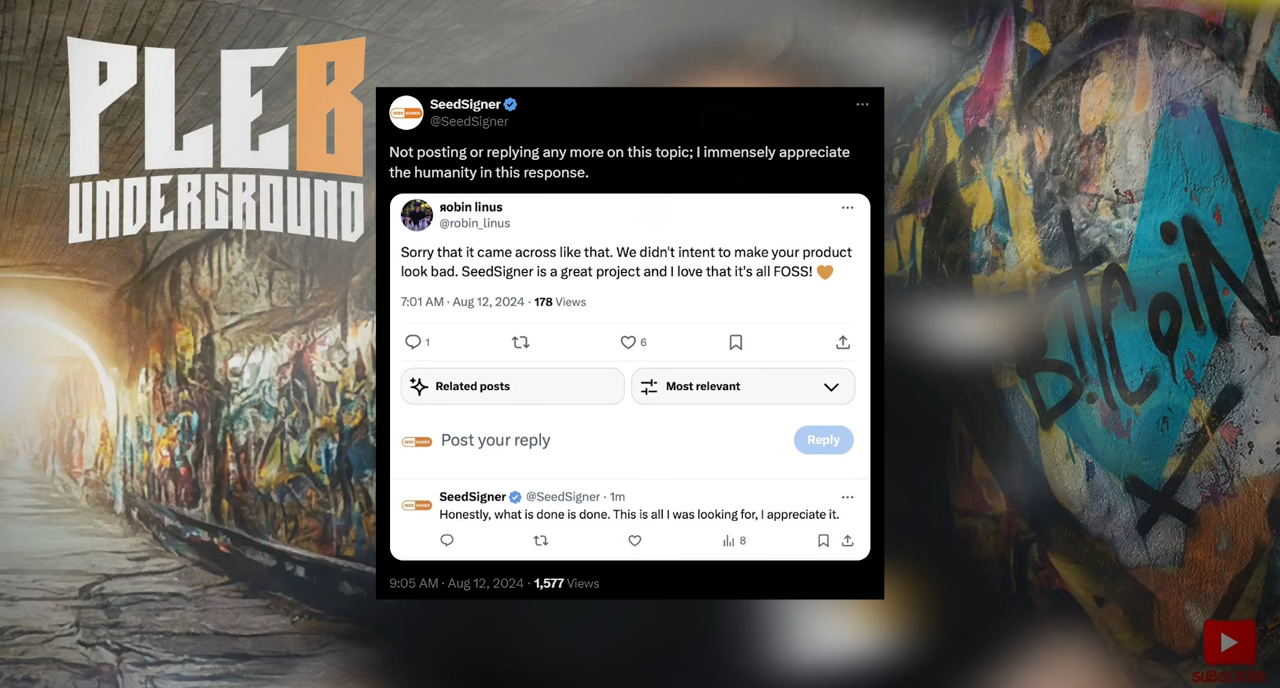 PLEB
UNDERGROUND
SeedSigner
@SeedSigner
Not posting or replying any more on this topic; I immensely appreciate
the humanity in this response.
яobin linus
@robin_linus
Sorry that it came across like that. We didn't intend to make your product
look bad. SeedSigner is a great project and I love that it's all FOSS! 🧡
7:01 AM · Aug 12, 2024 · 178 Views
1
6
Related posts
Most relevant
Post your reply
Reply
SeedSigner @SeedSigner · 1m
Honestly, what is done is done. This is all I was looking for, I appreciate it.
8
9:05 AM · Aug 12, 2024 · 1,577 Views
BITCOIN
SUBSCRIBE